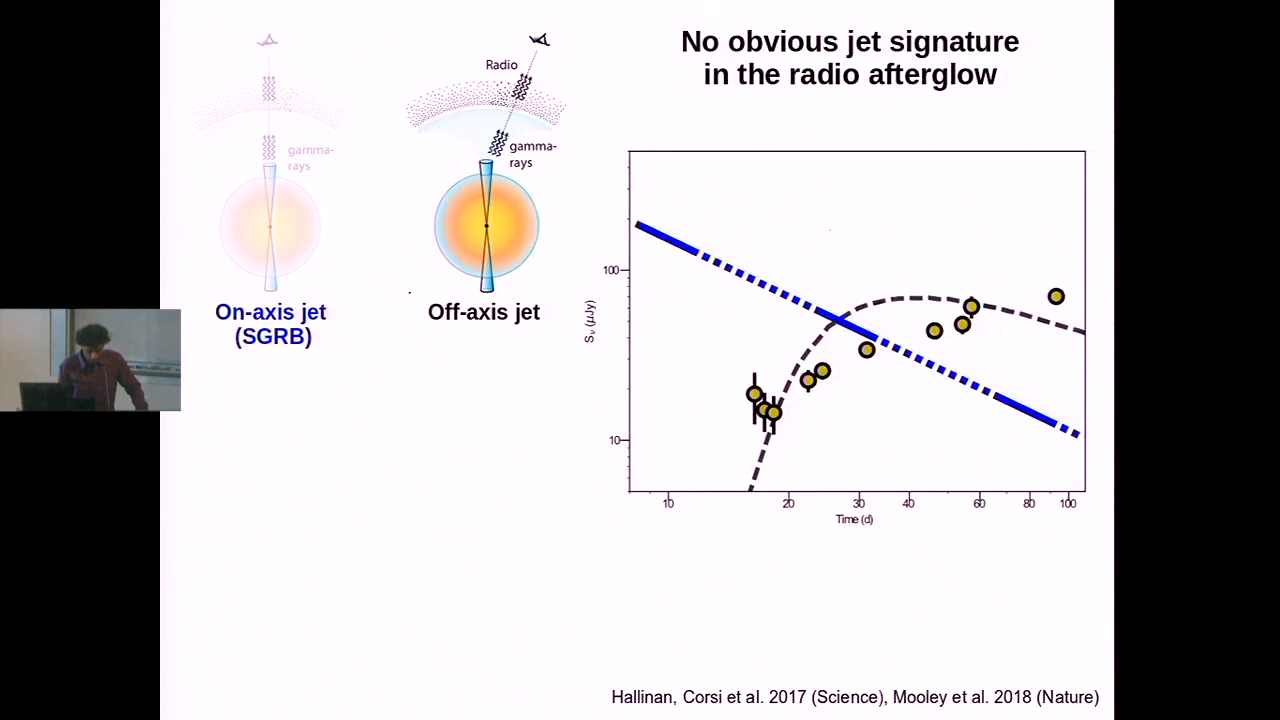 No obvious jet signature
in the radio afterglow
gamma-
rays
On-axis jet
(SGRB)
Radio
gamma-
rays
Off-axis jet
100
10
Sν (μJy)
10
20
30
40
60
80
100
Time (d)
Hallinan, Corsi et al. 2017 (Science), Mooley et al. 2018 (Nature)